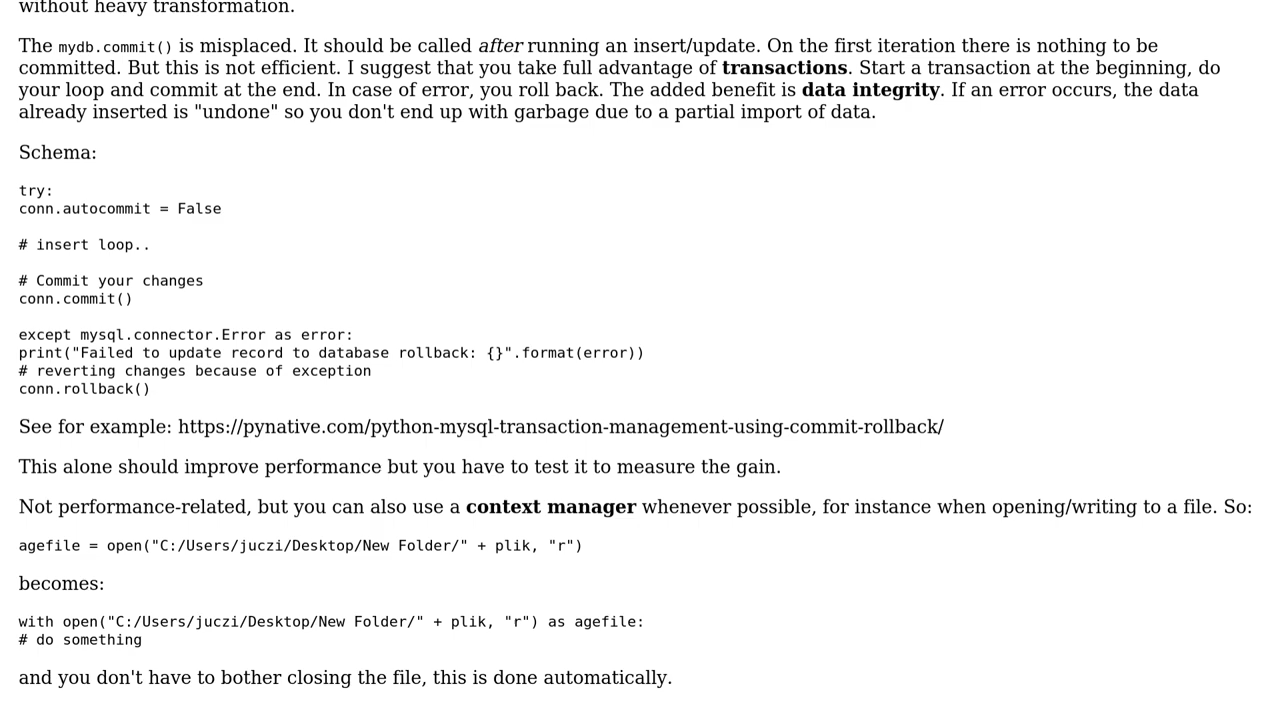 without heavy transformation.
The mydb.commit() is misplaced. It should be called after running an insert/update. On the first iteration there is nothing to be
committed. But this is not efficient. I suggest that you take full advantage of transactions. Start a transaction at the beginning, do
your loop and commit at the end. In case of error, you roll back. The added benefit is data integrity. If an error occurs, the data
already inserted is "undone" so you don't end up with garbage due to a partial import of data.
Schema:
try:
conn.autocommit = False
# insert loop..
# Commit your changes
conn.commit()
except mysql.connector.Error as error:
print("Failed to update record to database rollback: {}".format(error))
# reverting changes because of exception
conn.rollback()
See for example: https://pynative.com/python-mysql-transaction-management-using-commit-rollback/
This alone should improve performance but you have to test it to measure the gain.
Not performance-related, but you can also use a context manager whenever possible, for instance when opening/writing to a file. So:
agefile = open("C:/Users/juczi/Desktop/New Folder/" + plik, "r")
becomes:
with open("C:/Users/juczi/Desktop/New Folder/" + plik, "r") as agefile:
# do something
and you don't have to bother closing the file, this is done automatically.